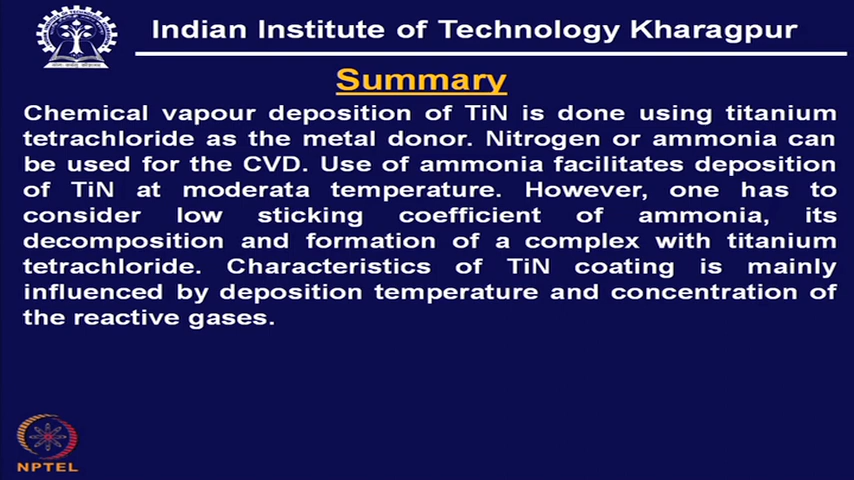 Indian Institute of Technology Kharagpur
Summary
Chemical vapour deposition of TiN is done using titanium
tetrachloride as the metal donor. Nitrogen or ammonia can
be used for the CVD. Use of ammonia facilitates deposition
of TiN at moderata temperature. However, one has to
consider low sticking coefficient of ammonia, its
decomposition and formation of a complex with titanium
tetrachloride. Characteristics of TiN coating is mainly
influenced by deposition temperature and concentration of
the reactive gases.
NPTEL